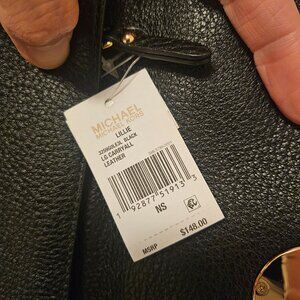 MICHAEL
MICHAEL KORS
LILLIE
BLACK
LG CARRYALL
LEATHER
1 92877 51913 3
NS
MSRP
$148.00